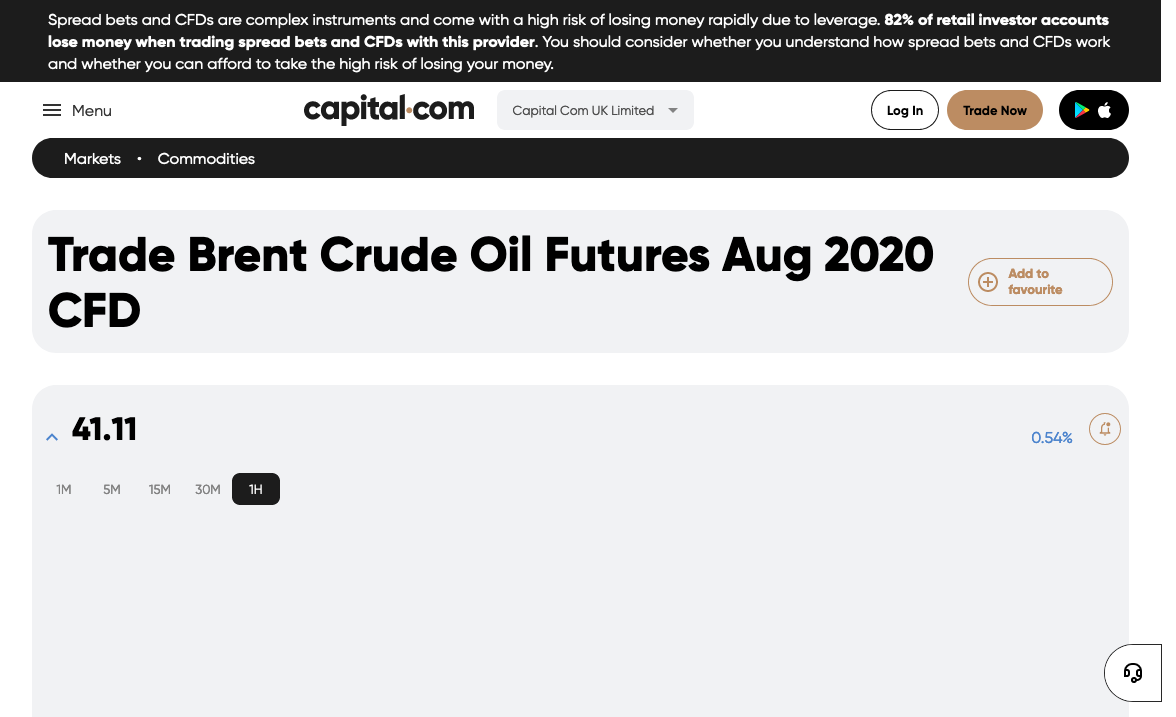 Spread bets and CFDs are complex instruments and come with a high risk of losing money rapidly due to leverage. 82% of retail investor accounts
lose money when trading spread bets and CFDs with this provider. You should consider whether you understand how spread bets and CFDs work
and whether you can afford to take the high risk of losing your money.
Menu
capital.com
Capital Com UK Limited
Log In
Trade Now
Markets • Commodities
Trade Brent Crude Oil Futures Aug 2020
CFD
Add to
favourite
41.11
0.54%
1M 5M 15M 30M 1H